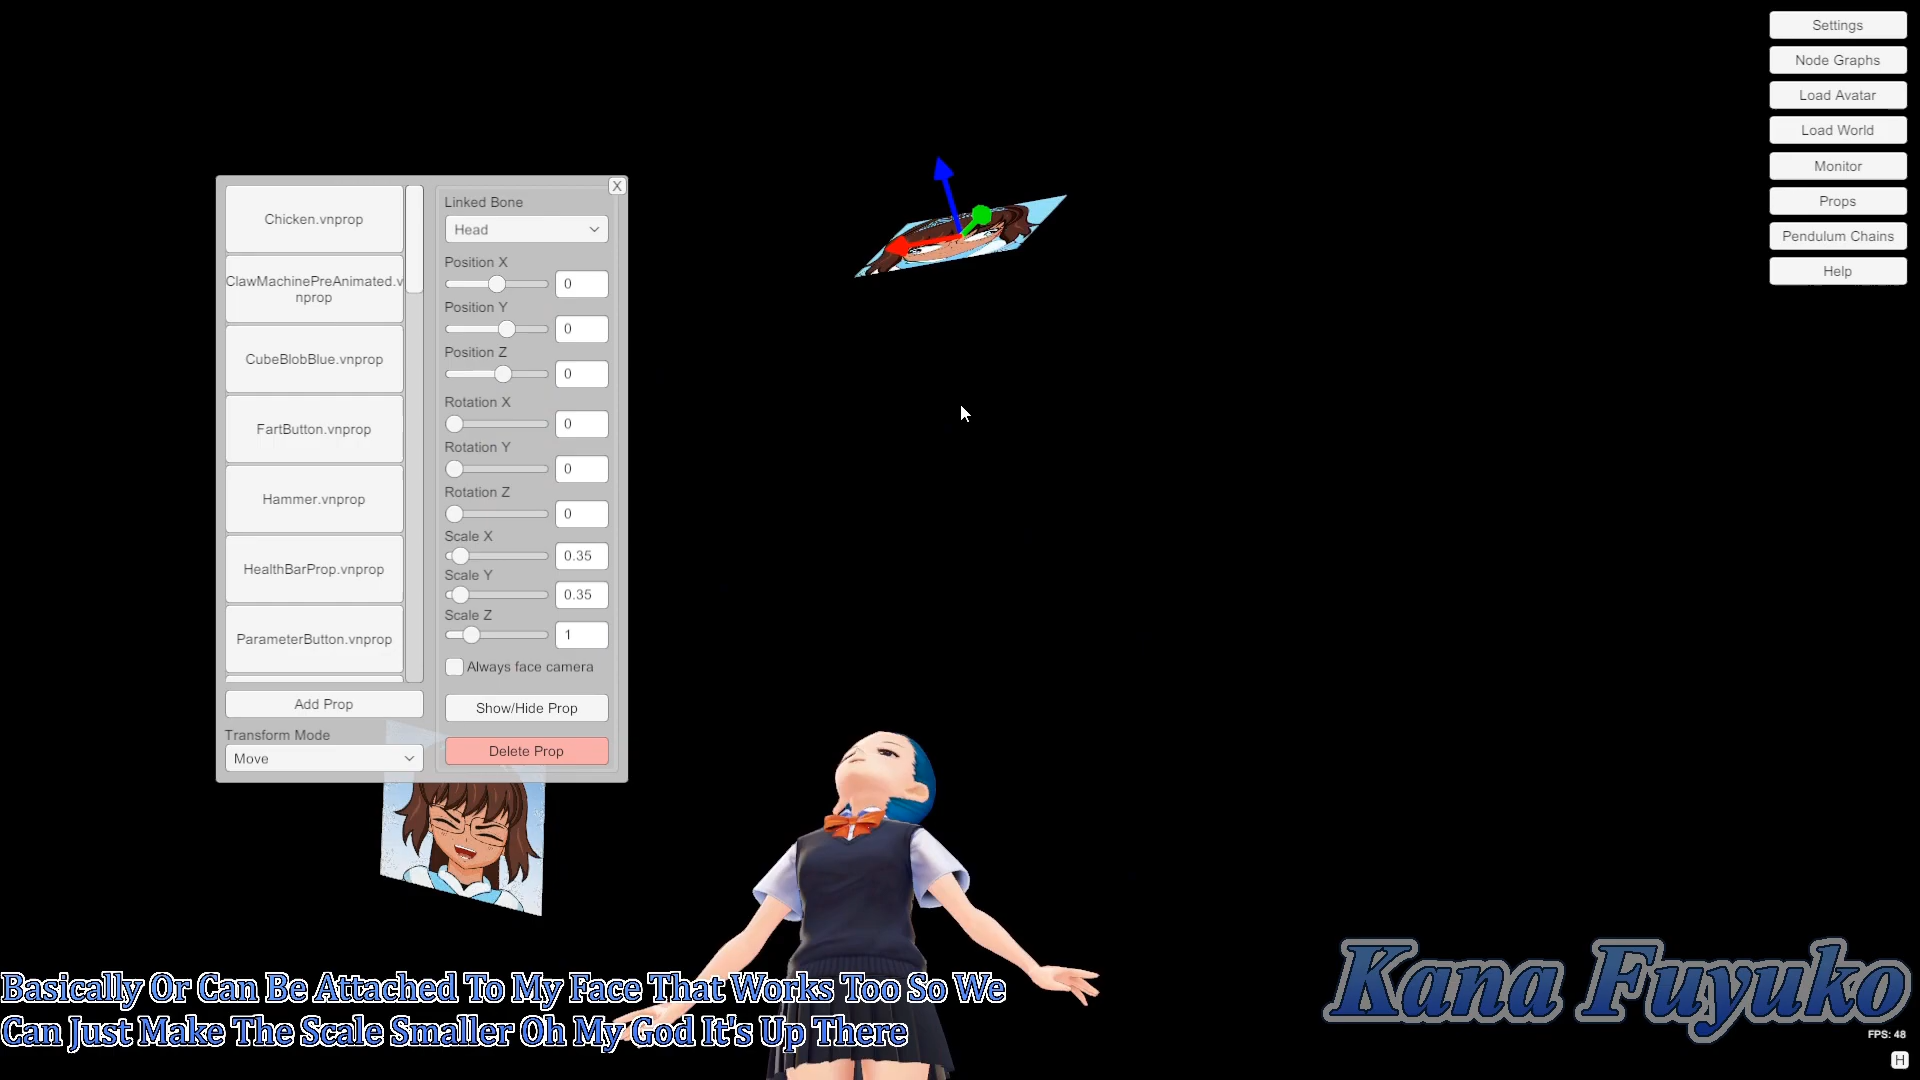 Settings
Node Graphs
Load Avatar
Load World
Monitor
Props
Pendulum Chains
Help
X
Chicken.vnprop
ClawMachinePreAnimated.v
nprop
CubeBlobBlue.vnprop
FartButton.vnprop
Hammer.vnprop
HealthBarProp.vnprop
ParameterButton.vnprop
Add Prop
Transform Mode
Move
Linked Bone
Head
Position X
0
Position Y
0
Position Z
0
Rotation X
0
Rotation Y
0
Rotation Z
0
Scale X
0.35
Scale Y
0.35
Scale Z
1
Always face camera
Show/Hide Prop
Delete Prop
Basically Or Can Be Attached To My Face That Works Too So We
Can Just Make The Scale Smaller Oh My God It's Up There
Kana Fuyuko
FPS: 48
H